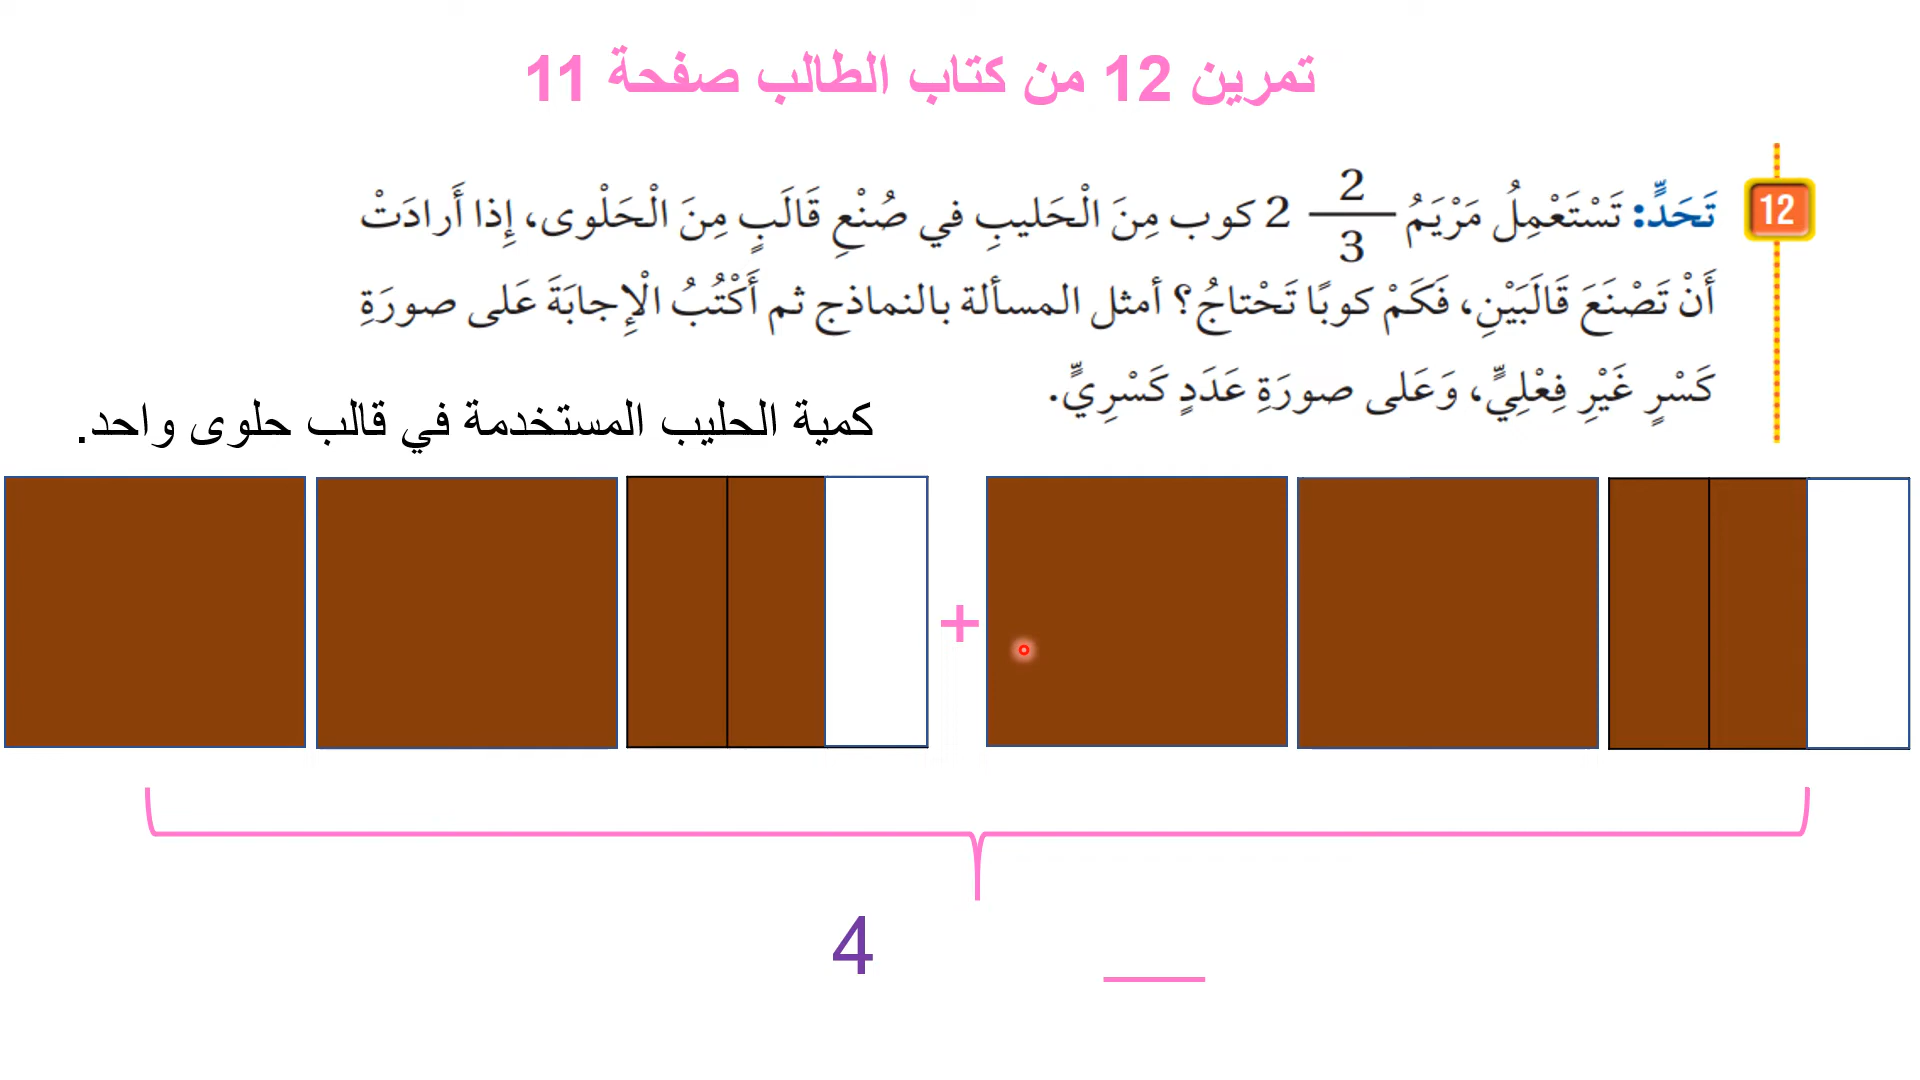 تمرين 12 من كتاب الطالب صفحة 11
12 تَحَدٍّ: تَسْتَعْمِلُ مَرْيَمُ 2 2/3 كوب مِنَ الْحَليبِ في صُنْعِ قَالَبٍ مِنَ الْحَلْوى، إِذا أَرادَتْ
أَنْ تَصْنَعَ قَالَبَيْنِ، فَكَمْ كوبًا تَحْتاجُ؟ أمثل المسألة بالنماذج ثم أَكْتُبُ الْإِجابَةَ عَلى صورَةِ
كَسْرٍ غَيْرِ فِعْلِيٍّ، وَعَلى صورَةِ عَدَدٍ كَسْرِيٍّ.
كمية الحليب المستخدمة في قالب حلوى واحد.
+
4